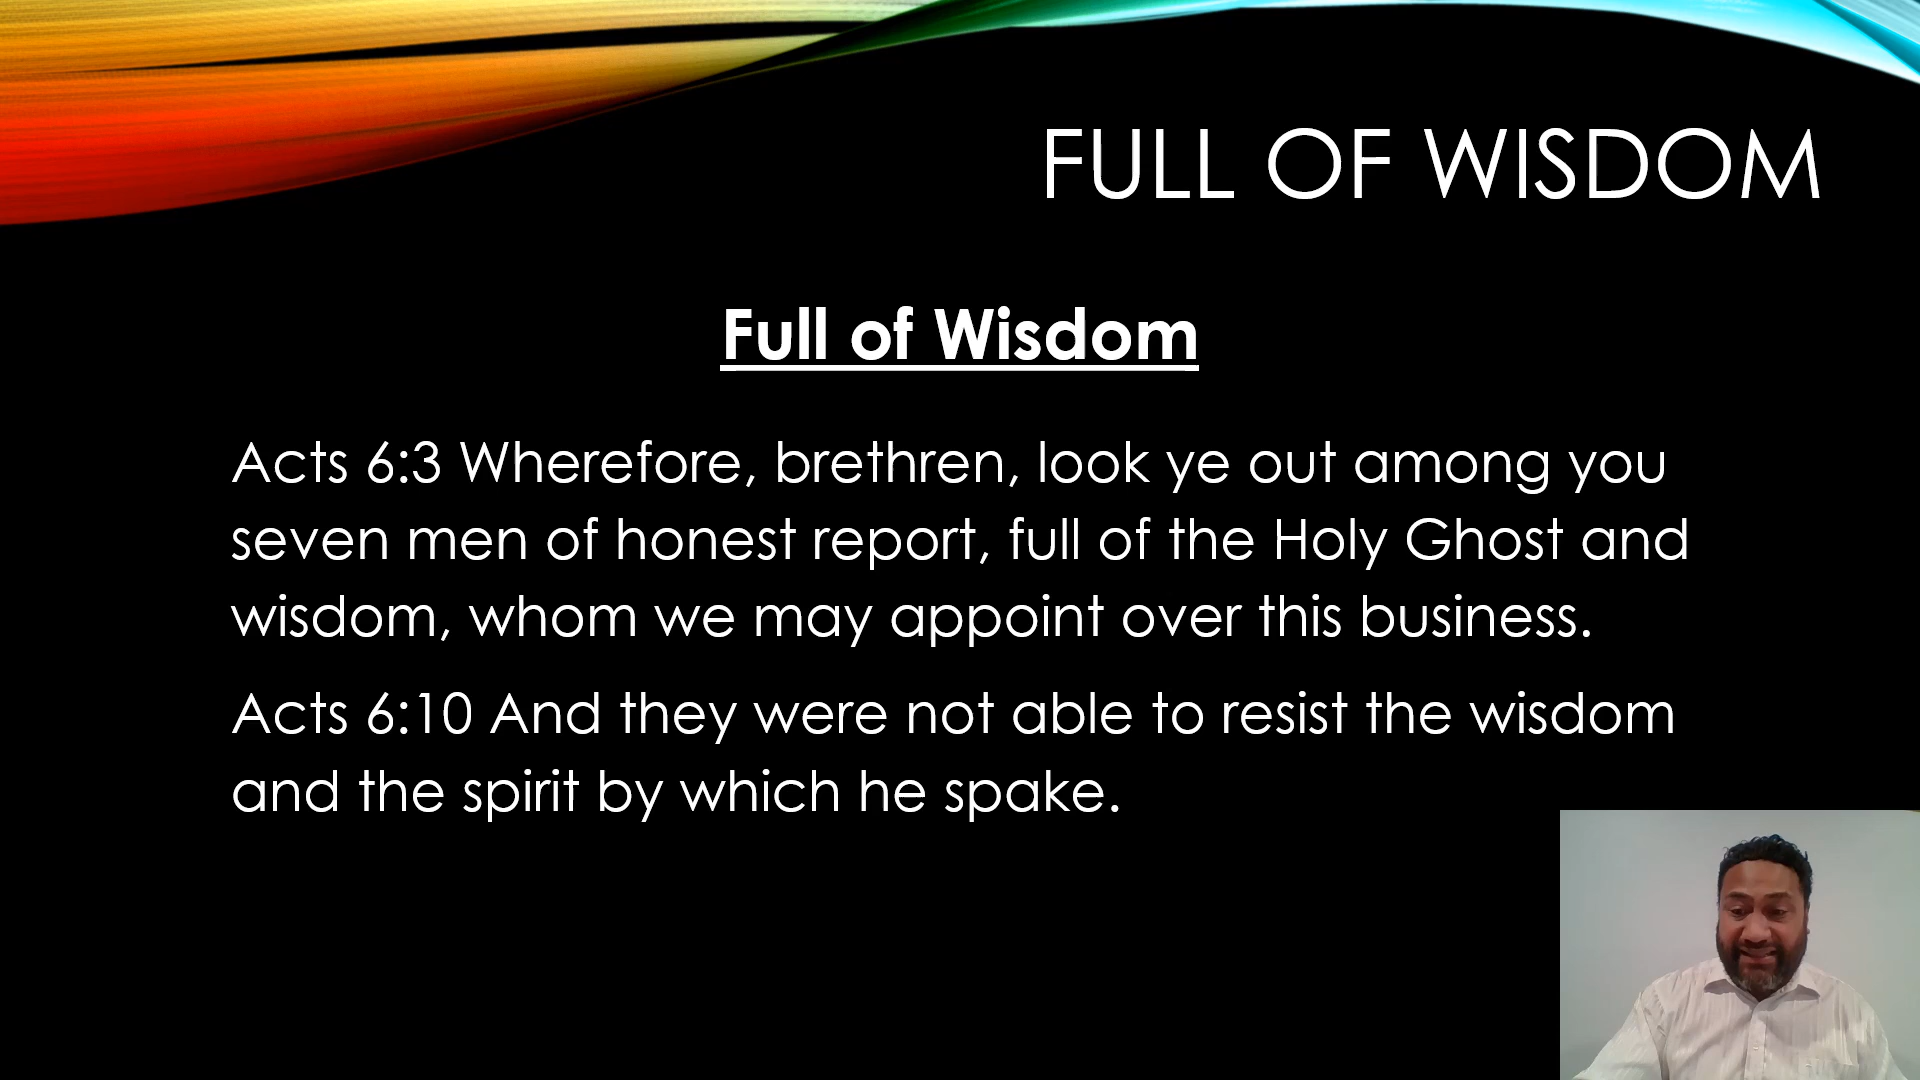 FULL OF WISDOM
Full of Wisdom
Acts 6:3 Wherefore, brethren, look ye out among you
seven men of honest report, full of the Holy Ghost and
wisdom, whom we may appoint over this business.
Acts 6:10 And they were not able to resist the wisdom
and the spirit by which he spake.